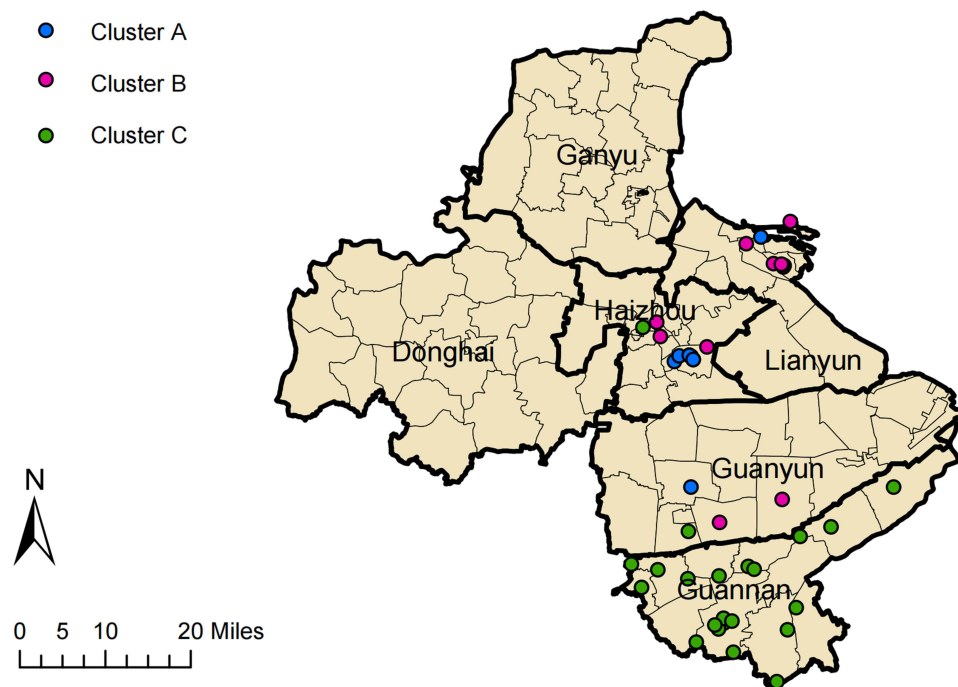 Cluster A
Cluster B
Cluster C
Ganyu
Haizhou
Donghai
Lianyun
Guanyun
N
Guannan
0 5 10 20 Miles